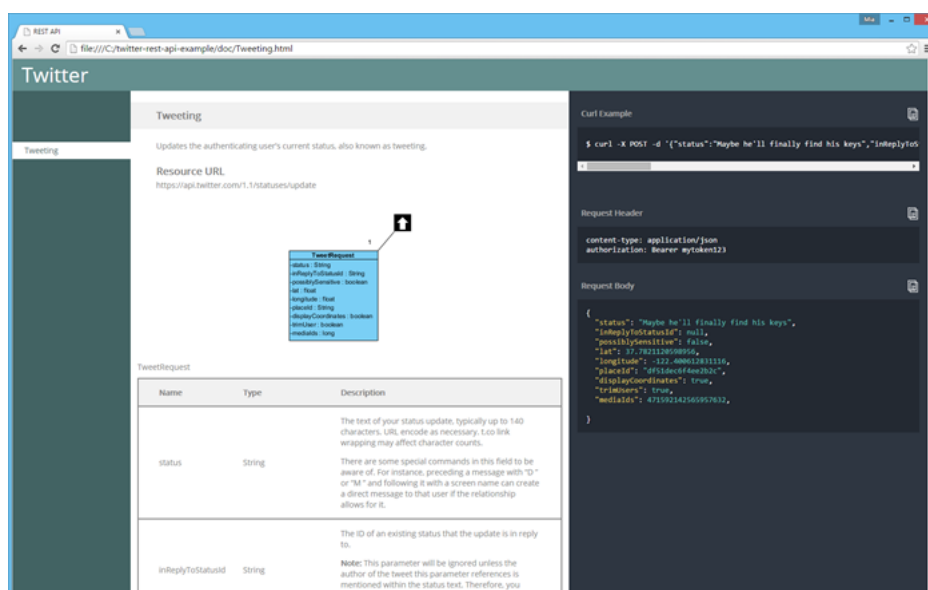 REST API
Ma
file:///C:/twitter-rest-api-example/doc/Tweeting.html
Twitter
Tweeting
Tweeting
Updates the authenticating user's current status, also known as tweeting.
Resource URL
https://api.twitter.com/1.1/statuses/update
1
TweetRequest
-status : String
-inReplyToStatusId : String
-possiblySensitive : boolean
-lat : float
-longitude : float
-placeId : String
-displayCoordinates : boolean
-trimUser : boolean
-mediaIds : long
TweetRequest
Name Type Description
The text of your status update, typically up to 140
characters. URL encode as necessary. t.co link
wrapping may affect character counts.
status String
There are some special commands in this field to be
aware of. For instance, preceding a message with "D "
or "M " and following it with a screen name can create
a direct message to that user if the relationship
allows for it.
The ID of an existing status that the update is in reply
to.
inReplyToStatusId String
Note: This parameter will be ignored unless the
author of the tweet this parameter references is
mentioned within the status text. Therefore, you
Curl Example
$ curl -X POST -d '{"status":"Maybe he'll finally find his keys","inReplyToS
Request Header
content-type: application/json
authorization: Bearer mytoken123
Request Body
{
"status": "Maybe he'll finally find his keys",
"inReplyToStatusId": null,
"possiblySensitive": false,
"lat": 37.7821120598956,
"longitude": -122.400612831116,
"placeId": "df51dec6f4ee2b2c",
"displayCoordinates": true,
"trimUsers": true,
"mediaIds": 471592142565957632,
}